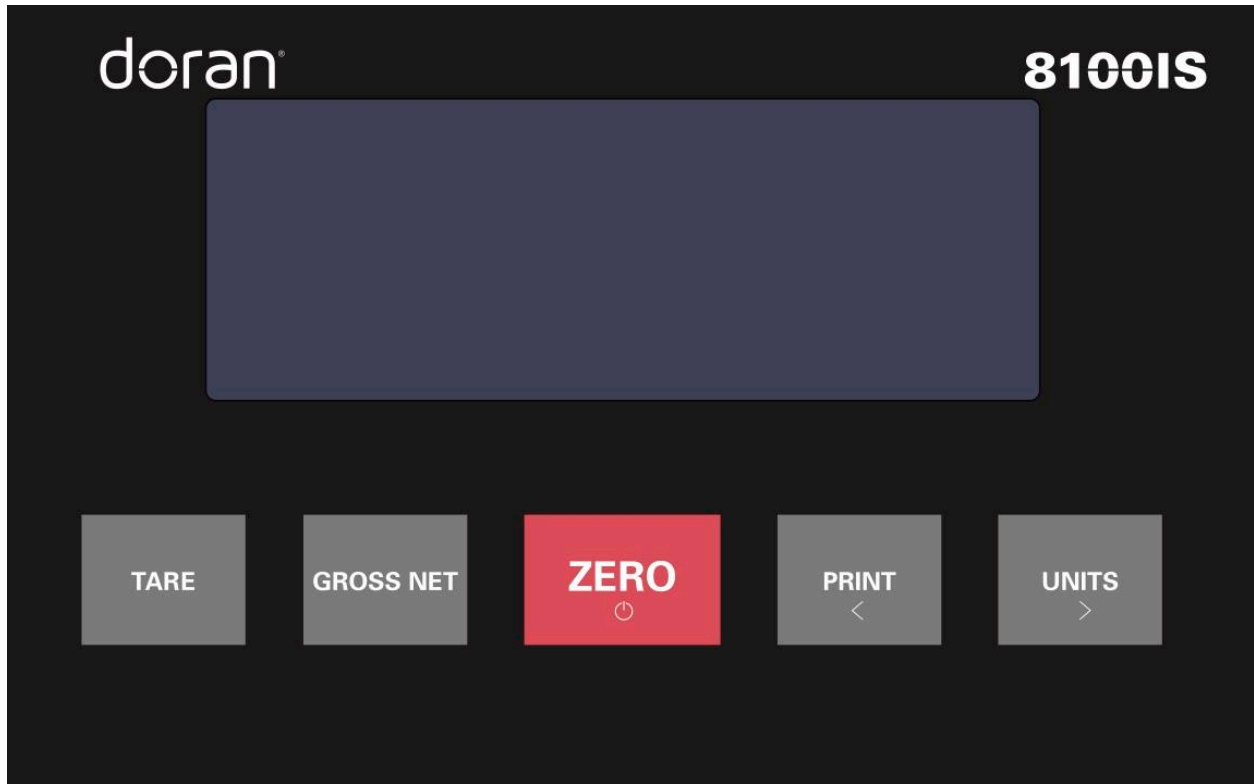 doran®
8100IS
TARE
GROSS NET
ZERO
PRINT
<
UNITS
>